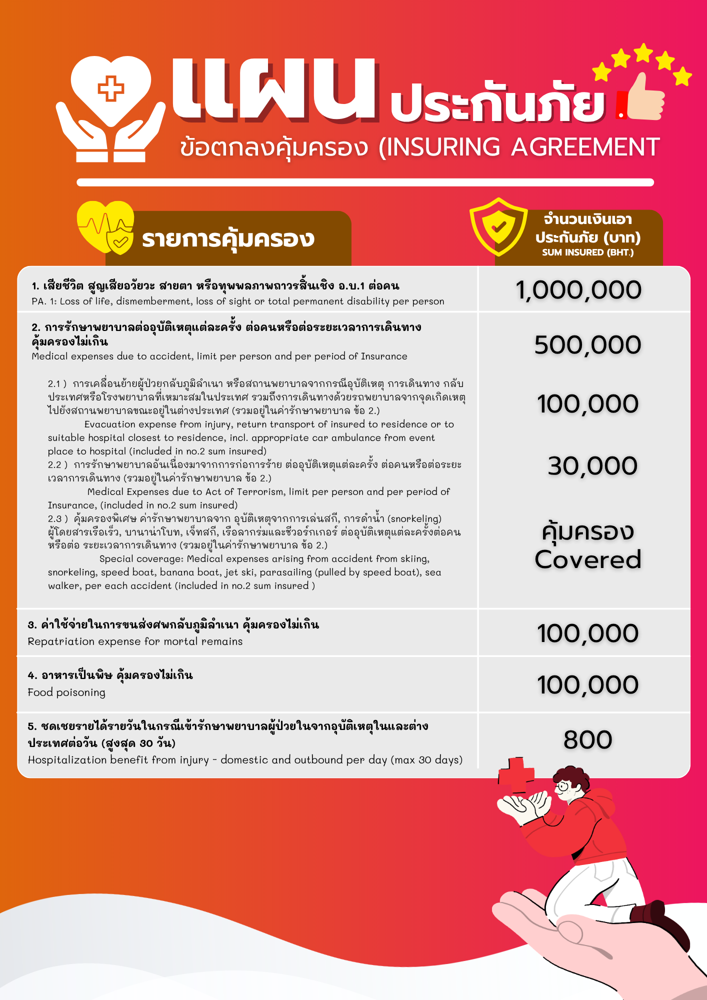 แผน ประกันภัย
ข้อตกลงคุ้มครอง (INSURING AGREEMENT
รายการคุ้มครอง
จำนวนเงินเอา
ประกันภัย (บาท)
SUM INSURED (BHT.)
1. เสียชีวิต สูญเสียอวัยวะ สายตา หรือทุพพลภาพถาวรสิ้นเชิง อ.บ.1 ต่อคน
PA. 1: Loss of life, dismemberment, loss of sight or total permanent disability per person
1,000,000
2. การรักษาพยาบาลต่ออุบัติเหตุแต่ละครั้ง ต่อคนหรือต่อระยะเวลาการเดินทาง
คุ้มครองไม่เกิน
Medical expenses due to accident, limit per person and per period of Insurance
500,000
2.1 ) การเคลื่อนย้ายผู้ป่วยกลับภูมิลำเนา หรือสถานพยาบาลจากกรณีอุบัติเหตุ การเดินทาง กลับ
ประเทศหรือโรงพยาบาลที่เหมาะสมในประเทศ รวมถึงการเดินทางด้วยรถพยาบาลจากจุดเกิดเหตุ
ไปยังสถานพยาบาลขณะอยู่ในต่างประเทศ (รวมอยู่ในค่ารักษาพยาบาล ข้อ 2.)
Evacuation expense from injury, return transport of insured to residence or to
suitable hospital closest to residence, incl. appropriate car ambulance from event
place to hospital (included in no.2 sum insured)
100,000
2.2 ) การรักษาพยาบาลอันเนื่องมาจากการก่อการร้าย ต่ออุบัติเหตุแต่ละครั้ง ต่อคนหรือต่อระยะ
เวลาการเดินทาง (รวมอยู่ในค่ารักษาพยาบาล ข้อ 2.)
Medical Expenses due to Act of Terrorism, limit per person and per period of
Insurance, (included in no.2 sum insured)
30,000
2.3 ) คุ้มครองพิเศษ ค่ารักษาพยาบาลจาก อุบัติเหตุจากการเล่นสกี, การดำน้ำ (snorkeling)
ผู้โดยสารเรือเร็ว, บานาน่าโบท, เจ็ทสกี, เรือลากร่มและซีวอร์กเกอร์ ต่ออุบัติเหตุแต่ละครั้งต่อคน
หรือต่อ ระยะเวลาการเดินทาง (รวมอยู่ในค่ารักษาพยาบาล ข้อ 2.)
Special coverage: Medical expenses arising from accident from skiing,
snorkeling, speed boat, banana boat, jet ski, parasailing (pulled by speed boat), sea
walker, per each accident (included in no.2 sum insured )
คุ้มครอง
Covered
3. ค่าใช้จ่ายในการขนส่งศพกลับภูมิลำเนา คุ้มครองไม่เกิน
Repatriation expense for mortal remains
100,000
4. อาหารเป็นพิษ คุ้มครองไม่เกิน
Food poisoning
100,000
5. ชดเชยรายได้รายวันในกรณีเข้ารักษาพยาบาลผู้ป่วยในจากอุบัติเหตุในและต่าง
ประเทศต่อวัน (สูงสุด 30 วัน)
Hospitalization benefit from injury - domestic and outbound per day (max 30 days)
800